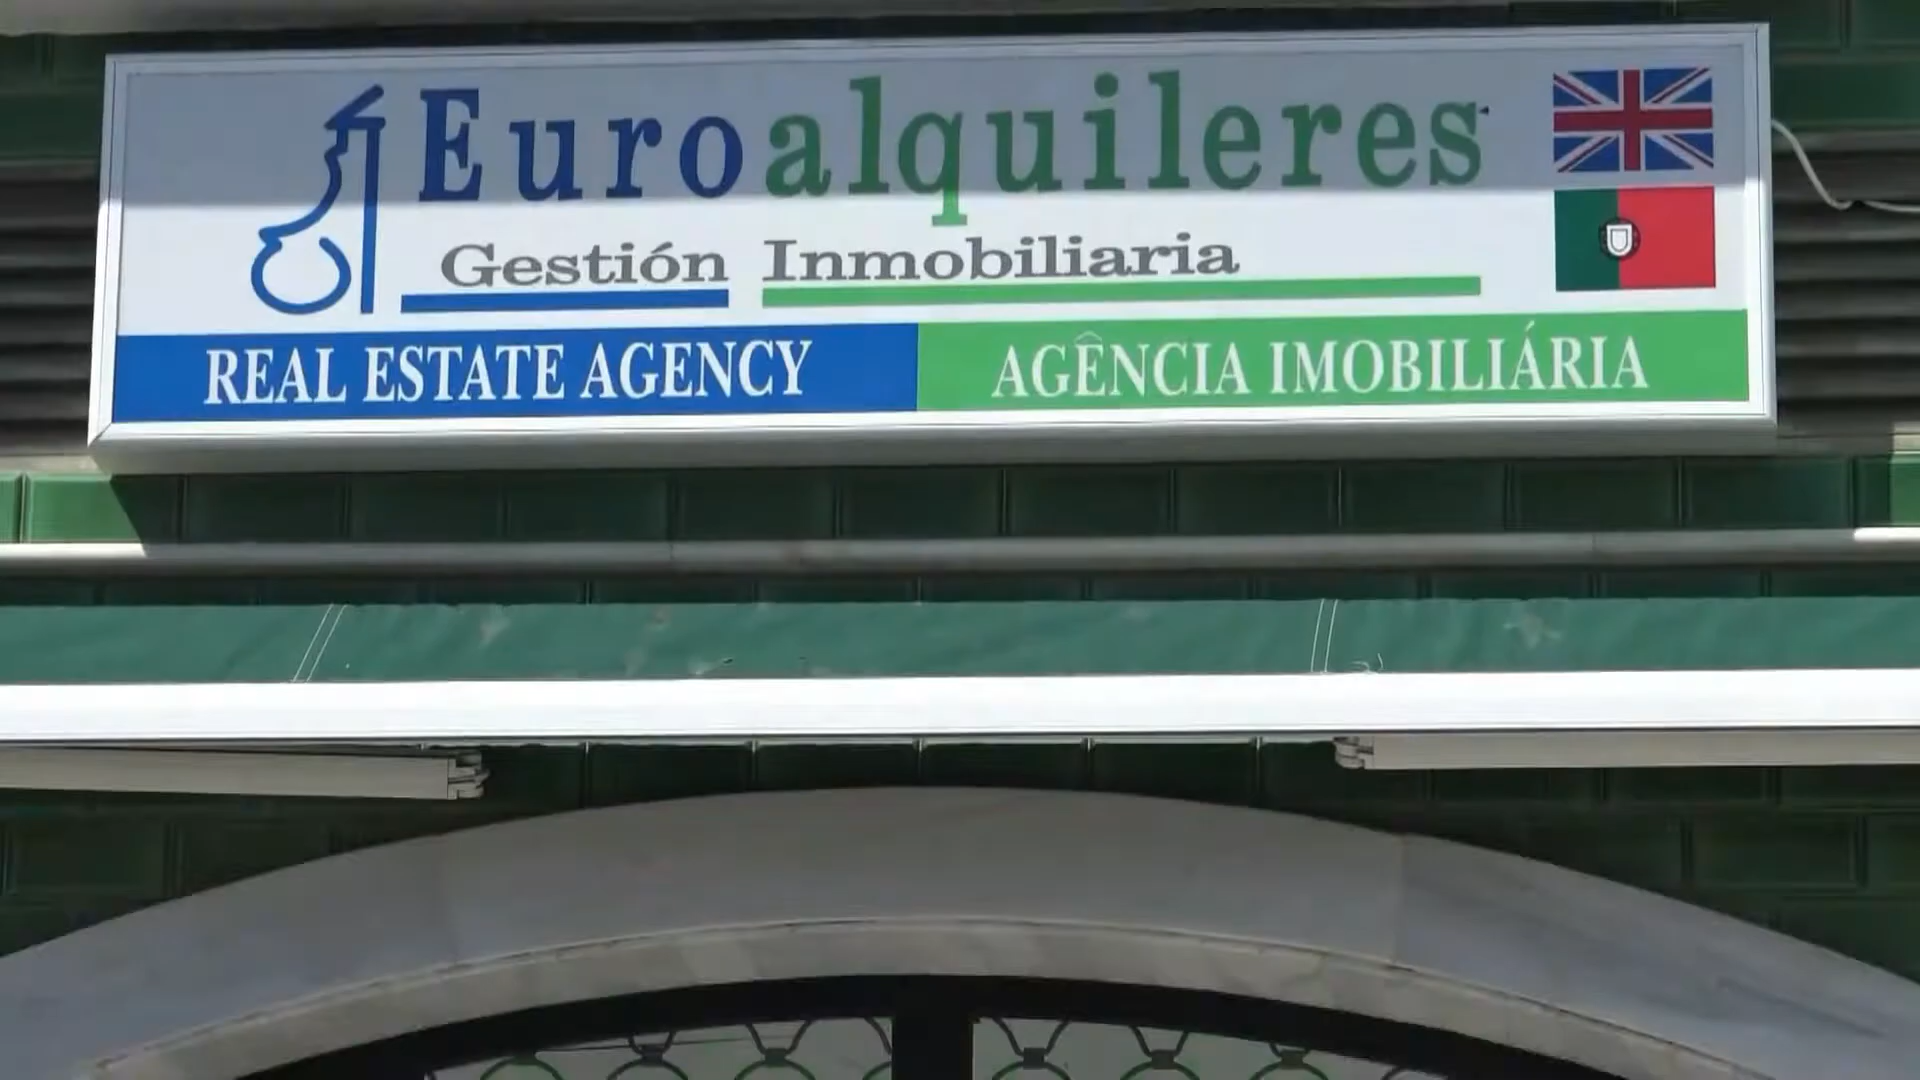 Euroalquileres
Gestión Inmobiliaria
REAL ESTATE AGENCY
AGÊNCIA IMOBILIÁRIA